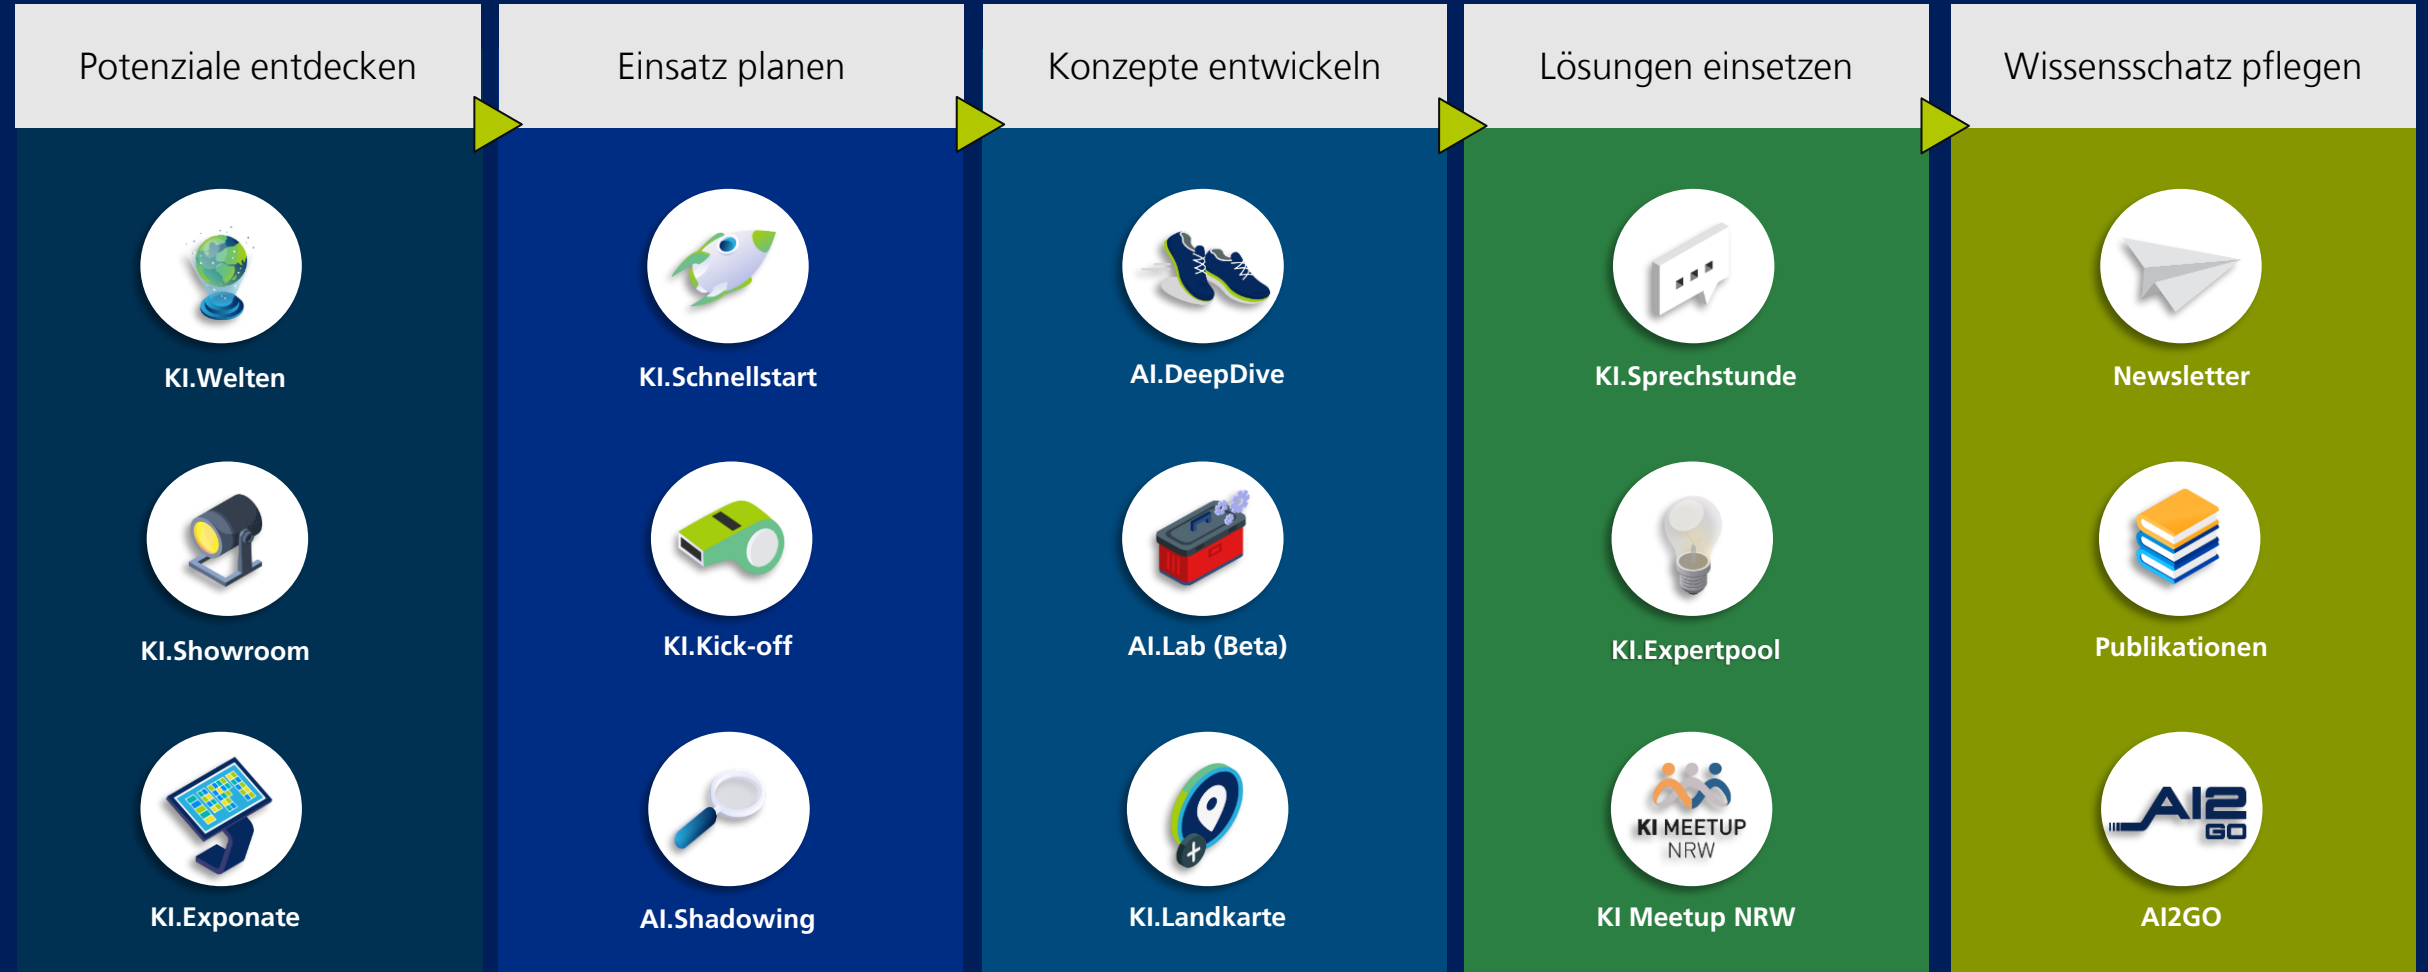 Potenziale entdecken
Einsatz planen
Konzepte entwickeln
Lösungen einsetzen
Wissensschatz pflegen
KI.Welten
KI.Schnellstart
AI.DeepDive
KI.Sprechstunde
Newsletter
KI.Showroom
KI.Kick-off
AI.Lab (Beta)
KI.Expertpool
Publikationen
KI MEETUP
NRW
AI2
GO
KI.Exponate
AI.Shadowing
KI.Landkarte
KI Meetup NRW
AI2GO